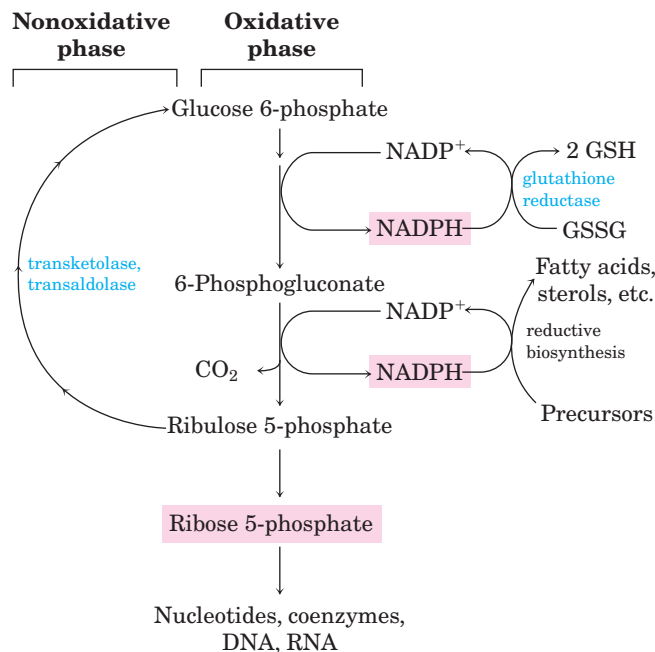 Nonoxidative
phase
Oxidative
phase
Glucose 6-phosphate
NADP⁺
2 GSH
glutathione
reductase
NADPH
GSSG
transketolase,
transaldolase
6-Phosphogluconate
Fatty acids,
sterols, etc.
NADP⁺
reductive
biosynthesis
CO₂
NADPH
Precursors
Ribulose 5-phosphate
Ribose 5-phosphate
Nucleotides, coenzymes,
DNA, RNA